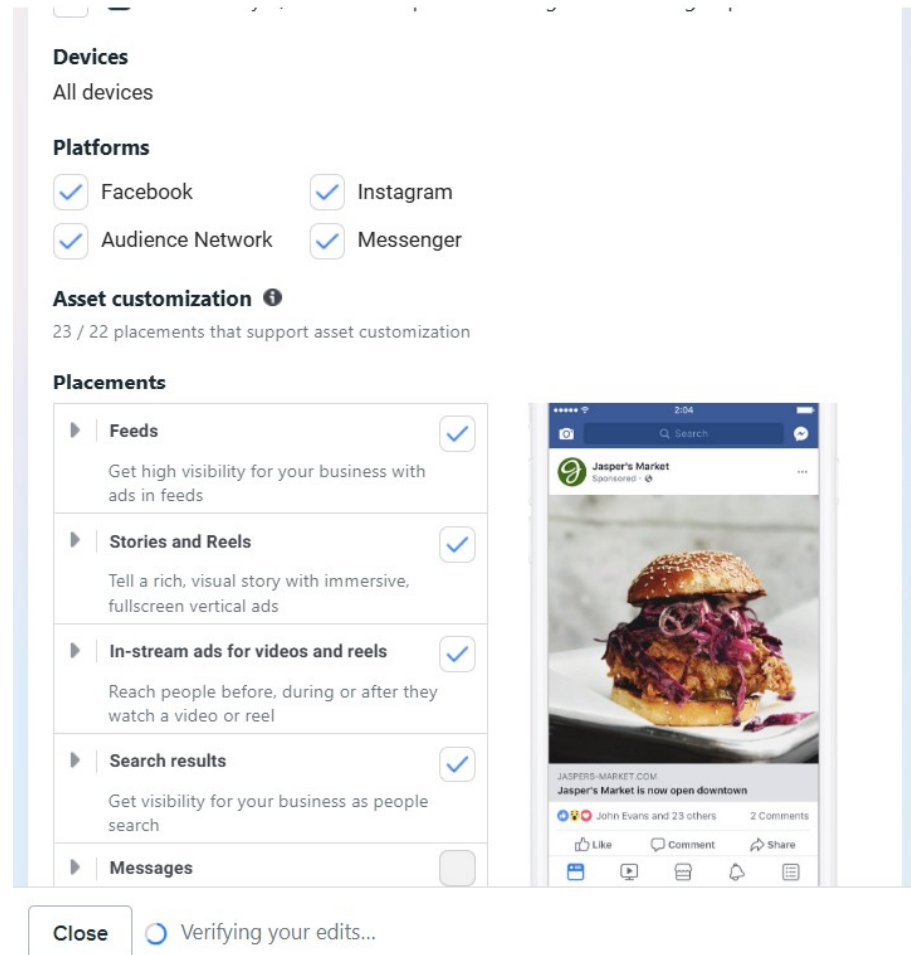 Devices
All devices
Platforms
Facebook
Instagram
Audience Network
Messenger
Asset customization
23 / 22 placements that support asset customization
Placements
Feeds
Get high visibility for your business with
ads in feeds
Stories and Reels
Tell a rich, visual story with immersive,
fullscreen vertical ads
In-stream ads for videos and reels
Reach people before, during or after they
watch a video or reel
Search results
Get visibility for your business as people
search
Messages
2:04
Search
Jasper's Market
Sponsored ·
JASPERS-MARKET.COM
Jasper's Market is now open downtown
John Evans and 23 others
2 Comments
Like
Comment
Share
Close
Verifying your edits...